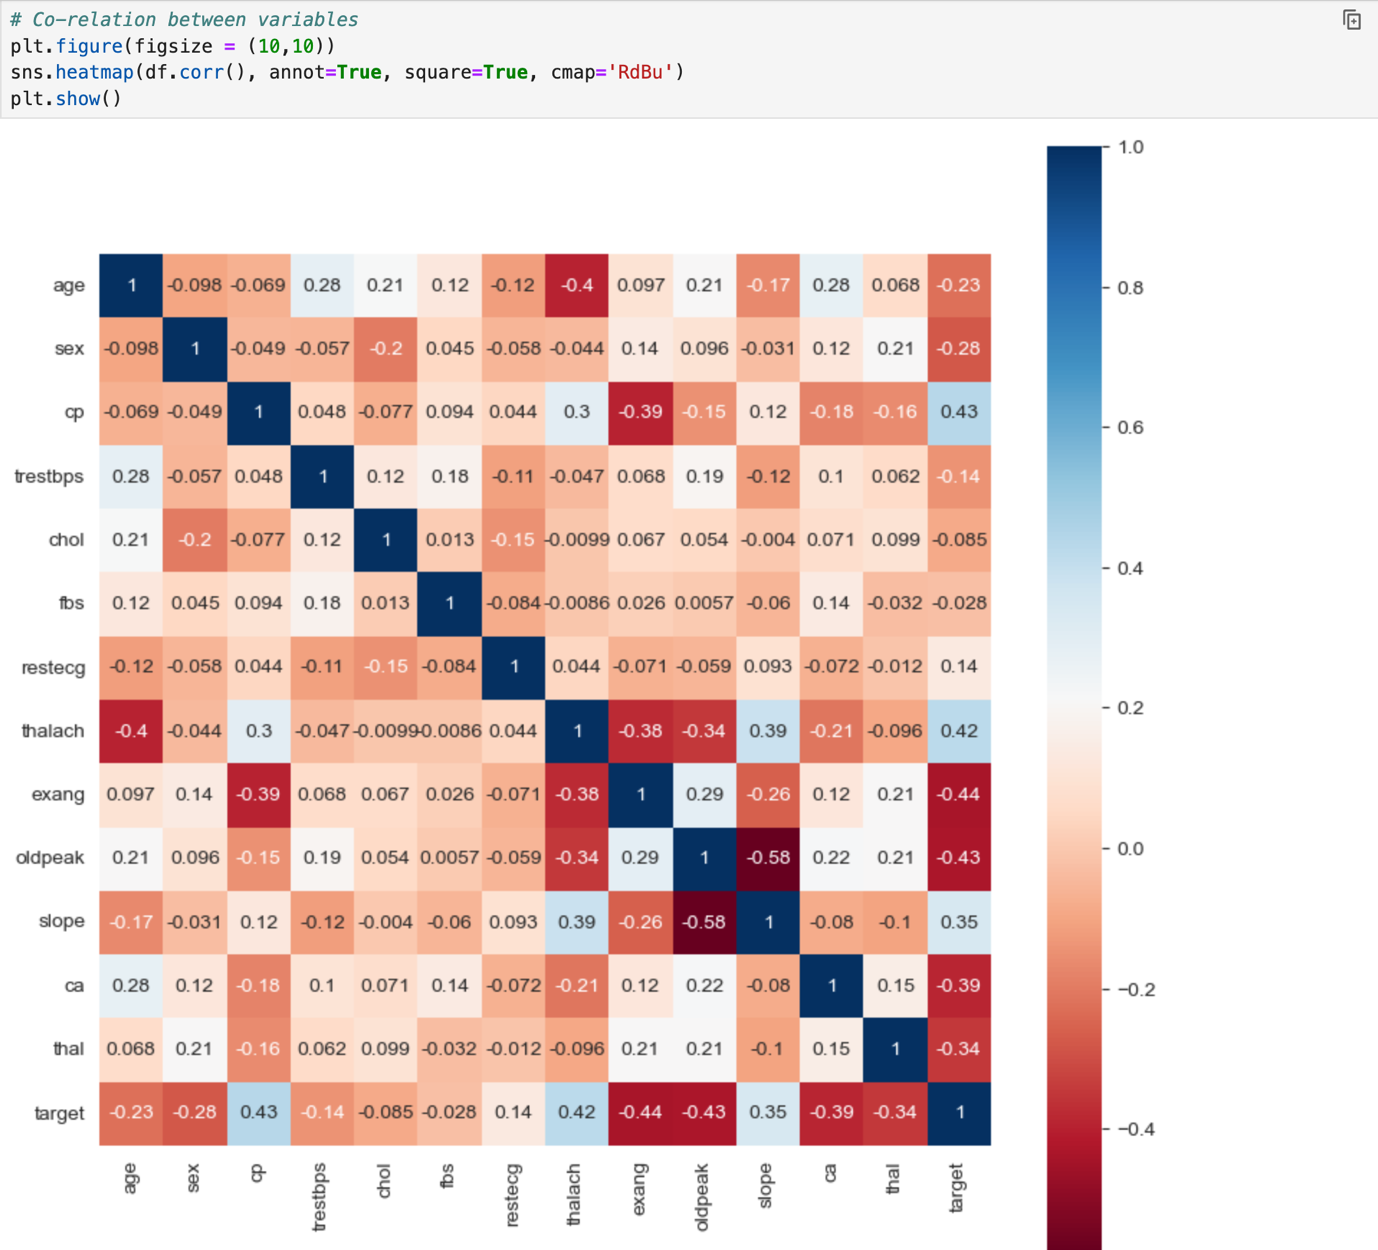 # Co-relation between variables
plt.figure(figsize = (10,10))
sns.heatmap(df.corr(), annot=True, square=True, cmap='RdBu')
plt.show()
1.0
age 1 -0.098 -0.069 0.28 0.21 0.12 -0.12 -0.4 0.097 0.21 -0.17 0.28 0.068 -0.23
0.8
sex -0.098 1 -0.049 -0.057 -0.2 0.045 -0.058 -0.044 0.14 0.096 -0.031 0.12 0.21 -0.28
cp -0.069 -0.049 1 0.048 -0.077 0.094 0.044 0.3 -0.39 -0.15 0.12 -0.18 -0.16 0.43
0.6
trestbps 0.28 -0.057 0.048 1 0.12 0.18 -0.11 -0.047 0.068 0.19 -0.12 0.1 0.062 -0.14
chol 0.21 -0.2 -0.077 0.12 1 0.013 -0.15 -0.0099 0.067 0.054 -0.004 0.071 0.099 -0.085
0.4
fbs 0.12 0.045 0.094 0.18 0.013 1 -0.084 -0.0086 0.026 0.0057 -0.06 0.14 -0.032 -0.028
restecg -0.12 -0.058 0.044 -0.11 -0.15 -0.084 1 0.044 -0.071 -0.059 0.093 -0.072 -0.012 0.14
0.2
thalach -0.4 -0.044 0.3 -0.047 -0.0099 -0.0086 0.044 1 -0.38 -0.34 0.39 -0.21 -0.096 0.42
exang 0.097 0.14 -0.39 0.068 0.067 0.026 -0.071 -0.38 1 0.29 -0.26 0.12 0.21 -0.44
0.0
oldpeak 0.21 0.096 -0.15 0.19 0.054 0.0057 -0.059 -0.34 0.29 1 -0.58 0.22 0.21 -0.43
slope -0.17 -0.031 0.12 -0.12 -0.004 -0.06 0.093 0.39 -0.26 -0.58 1 -0.08 -0.1 0.35
ca 0.28 0.12 -0.18 0.1 0.071 0.14 -0.072 -0.21 0.12 0.22 -0.08 1 0.15 -0.39
−0.2
thal 0.068 0.21 -0.16 0.062 0.099 -0.032 -0.012 -0.096 0.21 0.21 -0.1 0.15 1 -0.34
target -0.23 -0.28 0.43 -0.14 -0.085 -0.028 0.14 0.42 -0.44 -0.43 0.35 -0.39 -0.34 1
−0.4
age sex cp trestbps chol fbs restecg thalach exang oldpeak slope ca thal target